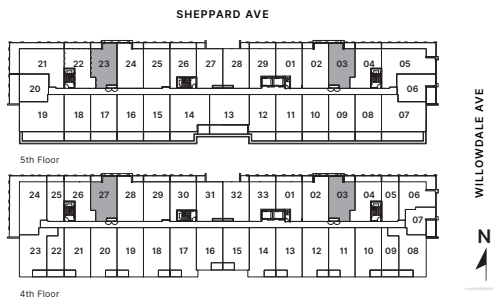 SHEPPARD AVE
21 22 23 24 25 26 27 28 29 01 02 03 04 05
20 06
19 18 17 16 15 14 13 12 11 10 09 08 07
5th Floor
WILLOWDALE AVE
24 25 26 27 28 29 30 31 32 33 01 02 03 04 05 06
07
23 22 21 20 19 18 17 16 15 14 13 12 11 10 09 08
4th Floor
N